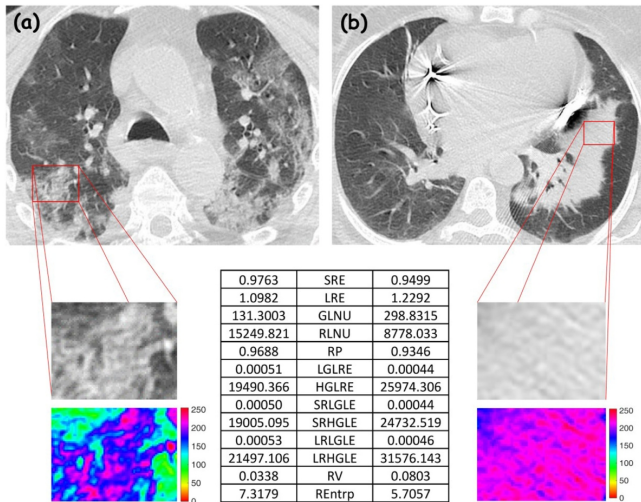 (a) (b)
0.9763 SRE 0.9499
1.0982 LRE 1.2292
131.3003 GLNU 298.8315
15249.821 RLNU 8778.033
0.9688 RP 0.9346
0.00051 LGLRE 0.00044
19490.366 HGLRE 25974.306
0.00050 SRLGLE 0.00044
19005.095 SRHGLE 24732.519
0.00053 LRLGLE 0.00046
21497.106 LRHGLE 31576.143
0.0338 RV 0.0803
7.3179 REntrp 5.7057
250
200
150
100
50
0
250
200
150
100
50
0